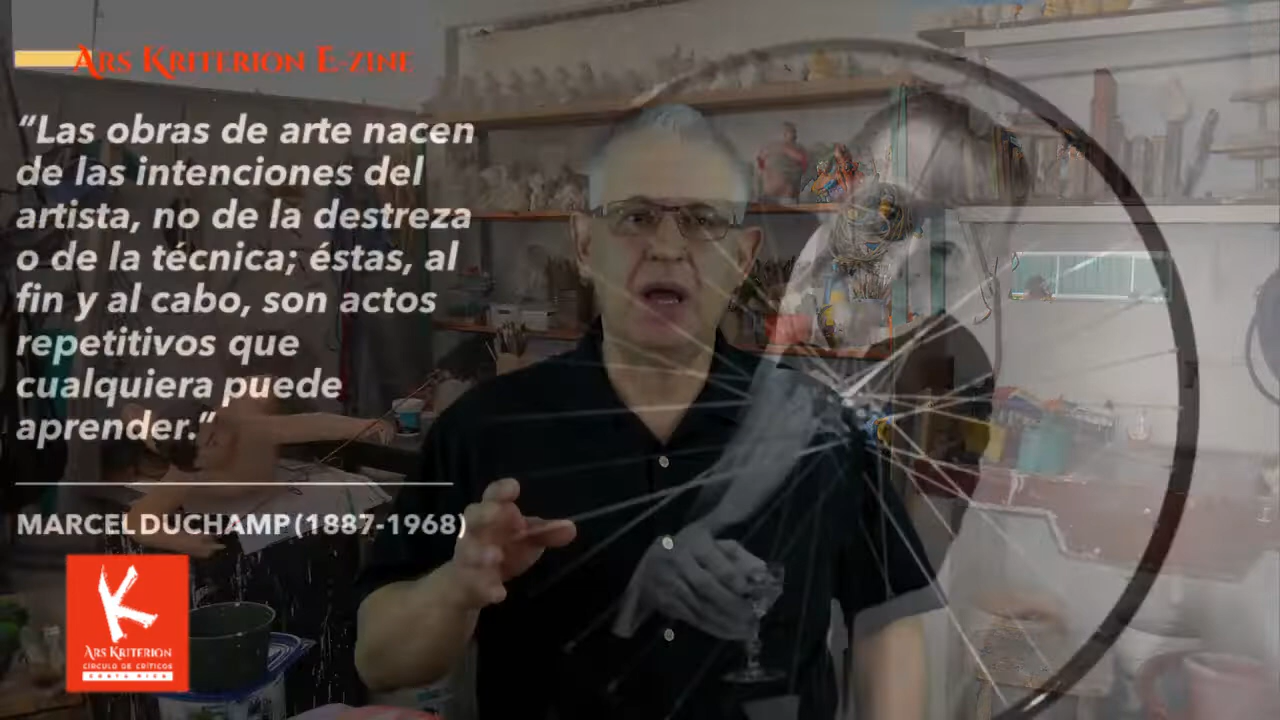 Ars Kriterion E-zine
“Las obras de arte nacen
de las intenciones del
artista, no de la destreza
o de la técnica; éstas, al
fin y al cabo, son actos
repetitivos que
cualquiera puede
aprender.”
MARCEL DUCHAMP (1887-1968)
K
Ars Kriterion
CÍRCULO DE CRÍTICOS
COSTA RICA